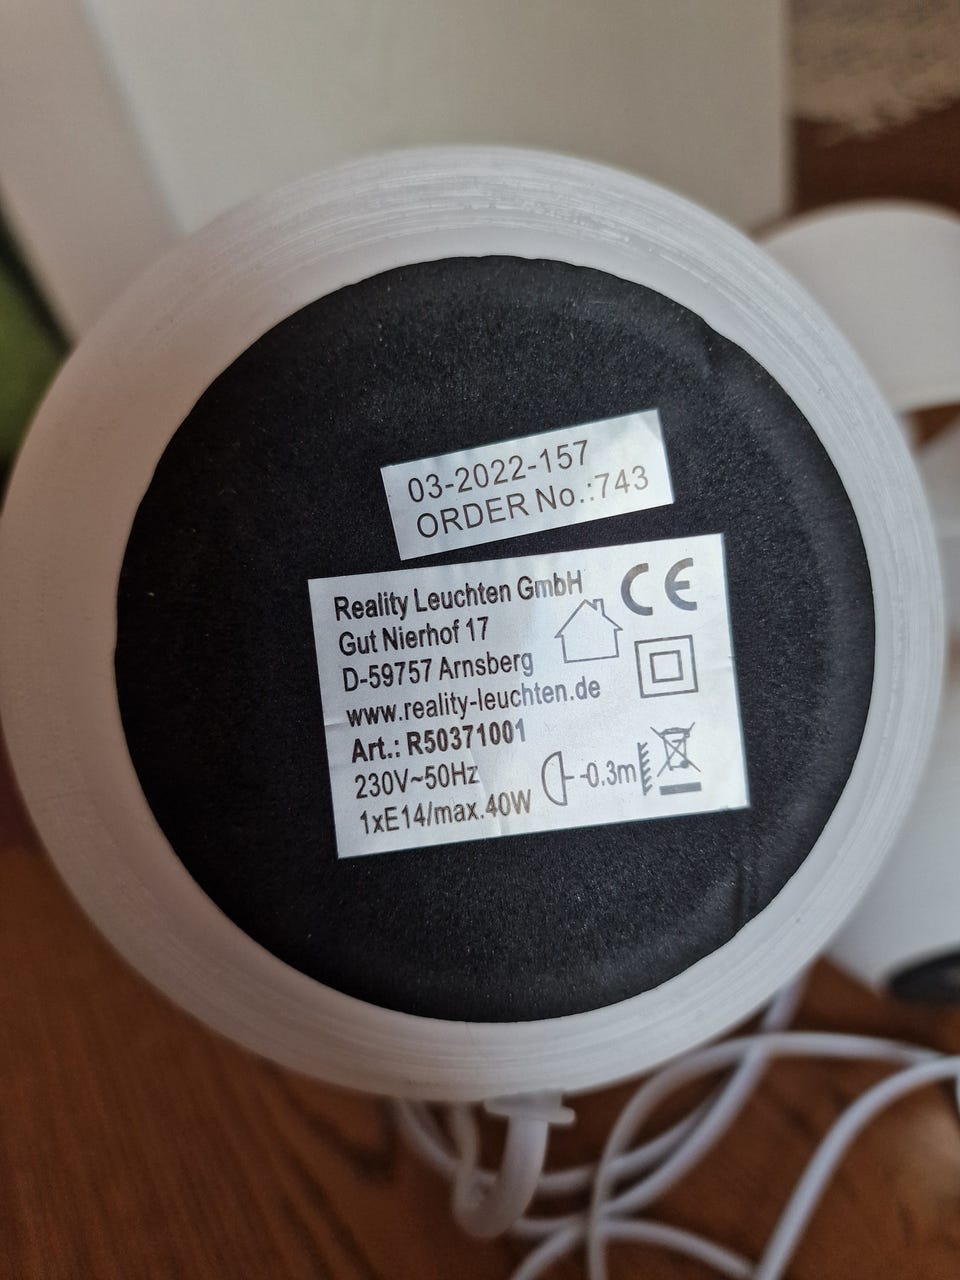 03-2022-157
ORDER No.:743
Reality Leuchten GmbH
Gut Nierhof 17
D-59757 Arnsberg
www.reality-leuchten.de
Art.: R50371001
230V~50Hz
1xE14/max.40W
CE
-0.3m